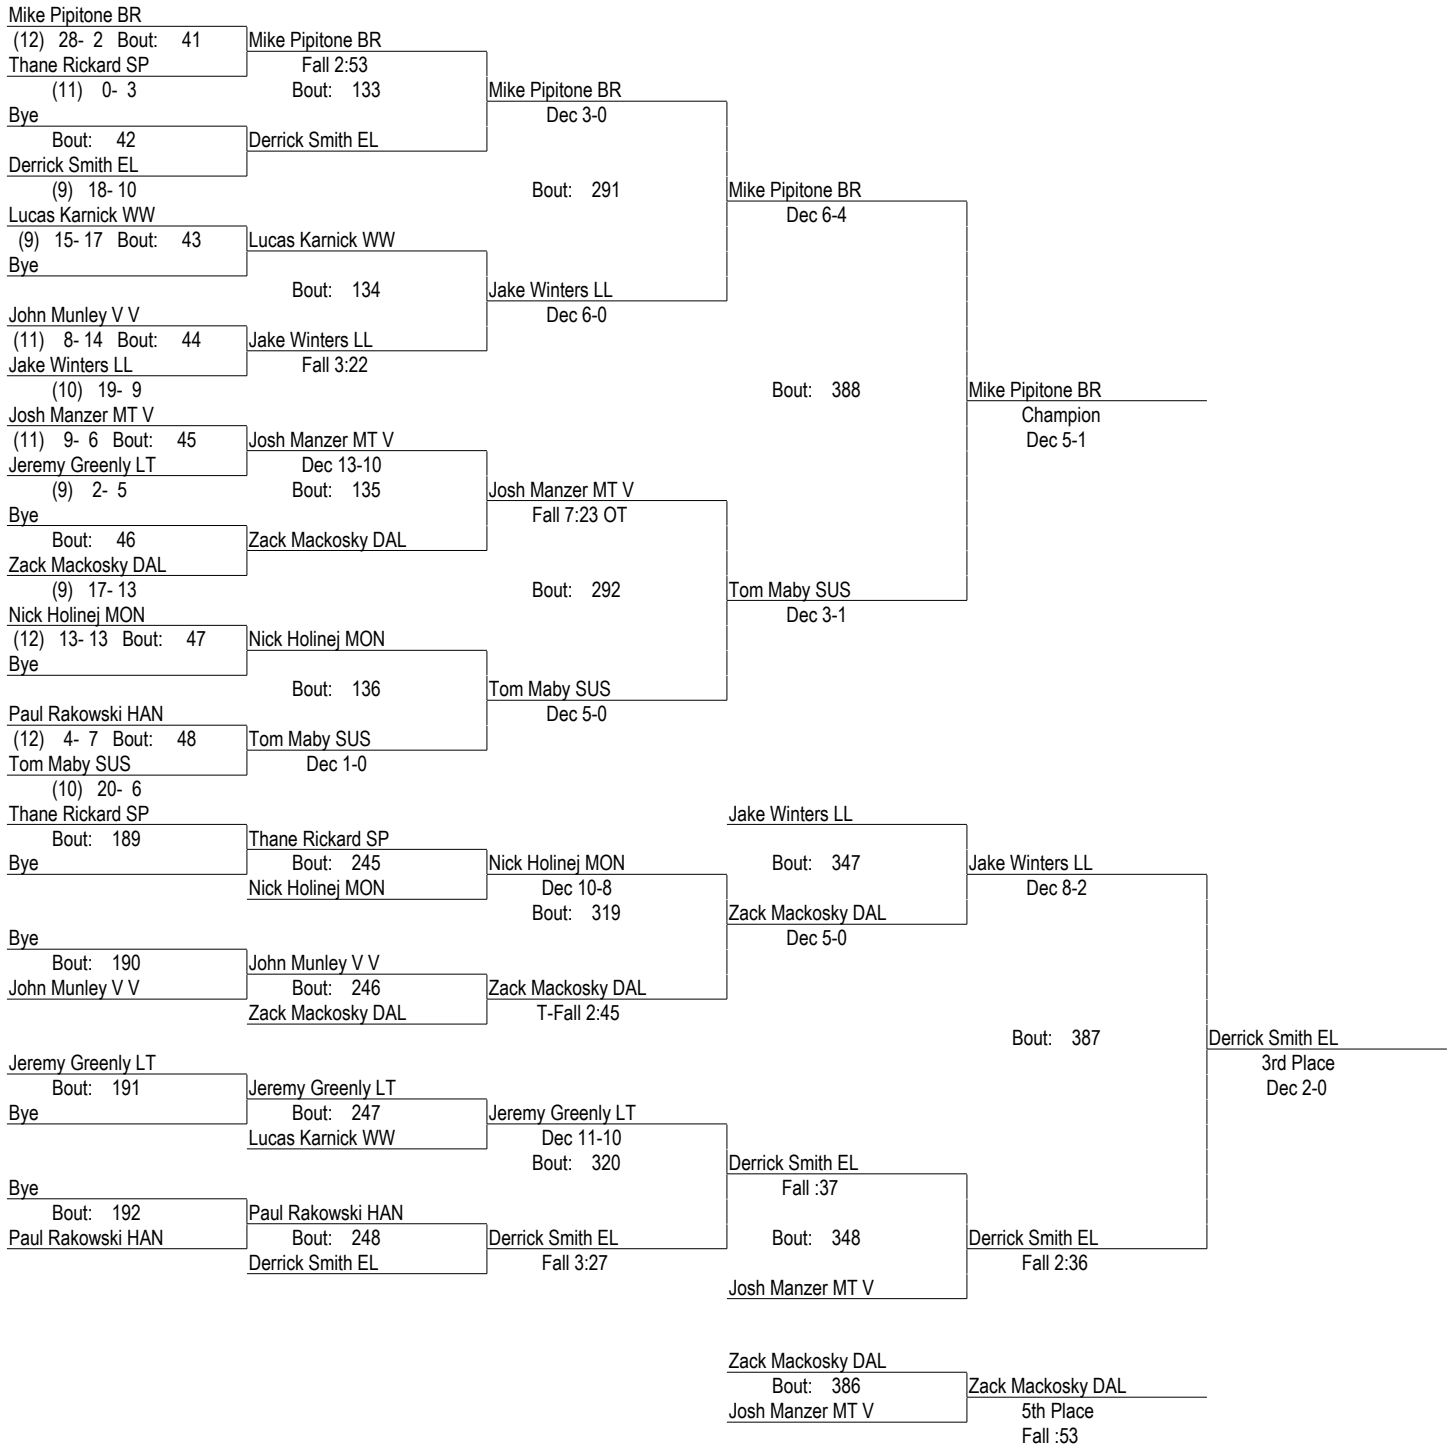 Mike Pipitone BR
(12) 28- 2 Bout: 41 Mike Pipitone BR
Thane Rickard SP Fall 2:53
(11) 0- 3 Bout: 133 Mike Pipitone BR
Bye Dec 3-0
Bout: 42 Derrick Smith EL
Derrick Smith EL
(9) 18- 10 Bout: 291 Mike Pipitone BR
Lucas Karnick WW Dec 6-4
(9) 15- 17 Bout: 43 Lucas Karnick WW
Bye
Bout: 134 Jake Winters LL
John Munley V V Dec 6-0
(11) 8- 14 Bout: 44 Jake Winters LL
Jake Winters LL Fall 3:22
(10) 19- 9 Bout: 388 Mike Pipitone BR
Josh Manzer MT V Champion
(11) 9- 6 Bout: 45 Josh Manzer MT V Dec 5-1
Jeremy Greenly LT Dec 13-10
(9) 2- 5 Bout: 135 Josh Manzer MT V
Bye Fall 7:23 OT
Bout: 46 Zack Mackosky DAL
Zack Mackosky DAL
(9) 17- 13 Bout: 292 Tom Maby SUS
Nick Holinej MON Dec 3-1
(12) 13- 13 Bout: 47 Nick Holinej MON
Bye
Bout: 136 Tom Maby SUS
Paul Rakowski HAN Dec 5-0
(12) 4- 7 Bout: 48 Tom Maby SUS
Tom Maby SUS Dec 1-0
(10) 20- 6
Thane Rickard SP Jake Winters LL
Bout: 189 Thane Rickard SP
Bye Bout: 245 Nick Holinej MON Bout: 347 Jake Winters LL
Nick Holinej MON Dec 10-8 Dec 8-2
Bout: 319 Zack Mackosky DAL
Bye Dec 5-0
Bout: 190 John Munley V V
John Munley V V Bout: 246 Zack Mackosky DAL
Zack Mackosky DAL T-Fall 2:45
Bout: 387 Derrick Smith EL
Jeremy Greenly LT 3rd Place
Bout: 191 Jeremy Greenly LT Dec 2-0
Bye Bout: 247 Jeremy Greenly LT
Lucas Karnick WW Dec 11-10
Bout: 320 Derrick Smith EL
Bye Fall :37
Bout: 192 Paul Rakowski HAN
Paul Rakowski HAN Bout: 248 Derrick Smith EL Bout: 348 Derrick Smith EL
Derrick Smith EL Fall 3:27 Fall 2:36
Josh Manzer MT V
Zack Mackosky DAL
Bout: 386 Zack Mackosky DAL
Josh Manzer MT V 5th Place
Fall :53